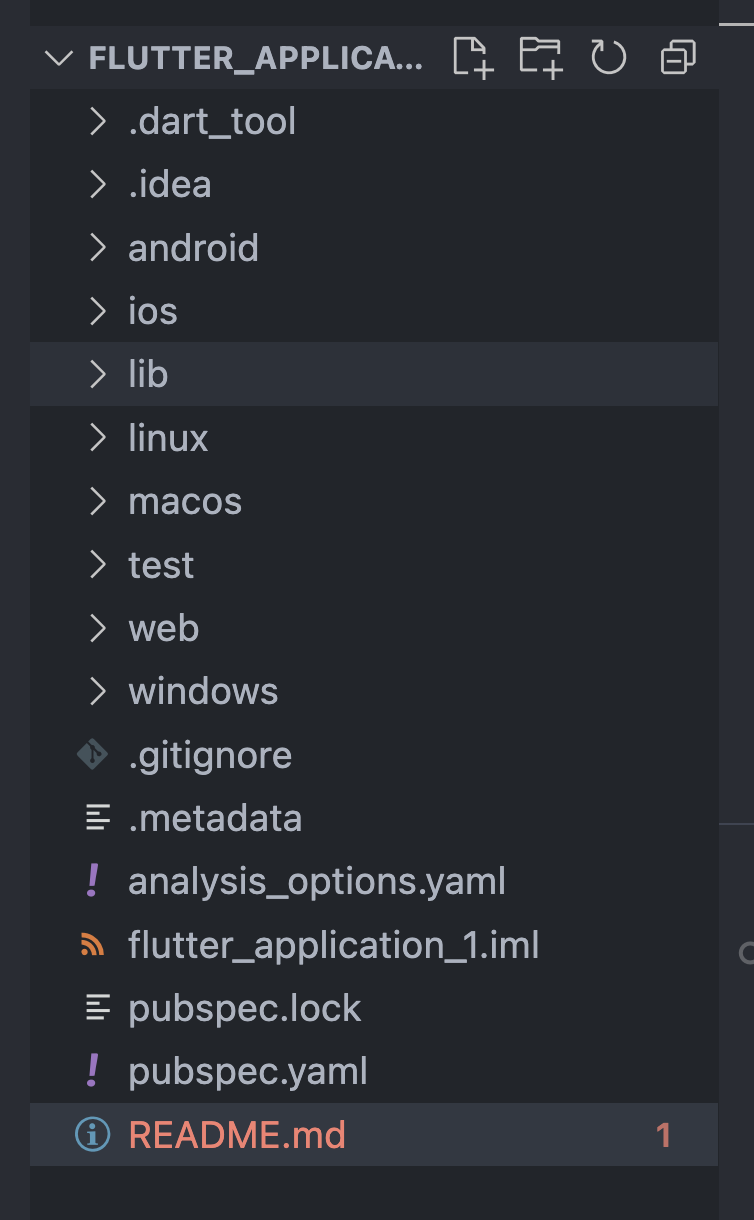 FLUTTER_APPLICA...
.dart_tool
.idea
android
ios
lib
linux
macos
test
web
windows
.gitignore
.metadata
analysis_options.yaml
flutter_application_1.iml
pubspec.lock
pubspec.yaml
README.md 1